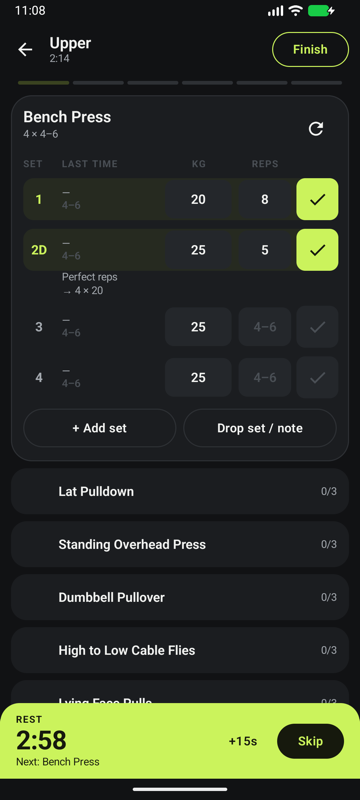 11:08
Upper
2:14
Finish
Bench Press
4 × 4–6
SET LAST TIME KG REPS
1 – 20 8
4–6
2D – 25 5
4–6
Perfect reps
→ 4 × 20
3 – 25 4–6
4–6
4 – 25 4–6
4–6
+ Add set Drop set / note
Lat Pulldown 0/3
Standing Overhead Press 0/3
Dumbbell Pullover 0/3
High to Low Cable Flies 0/3
Lying Face Pulls 0/3
REST
2:58
+15s Skip
Next: Bench Press